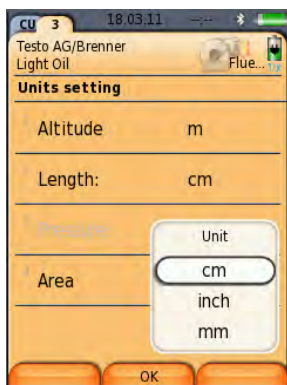 CU 3 18.03.11 --:--
Testo AG/Brenner
Light Oil
Flue...
Units setting
Altitude m
Length: cm
Pressure
Area
Unit
cm
inch
mm
OK